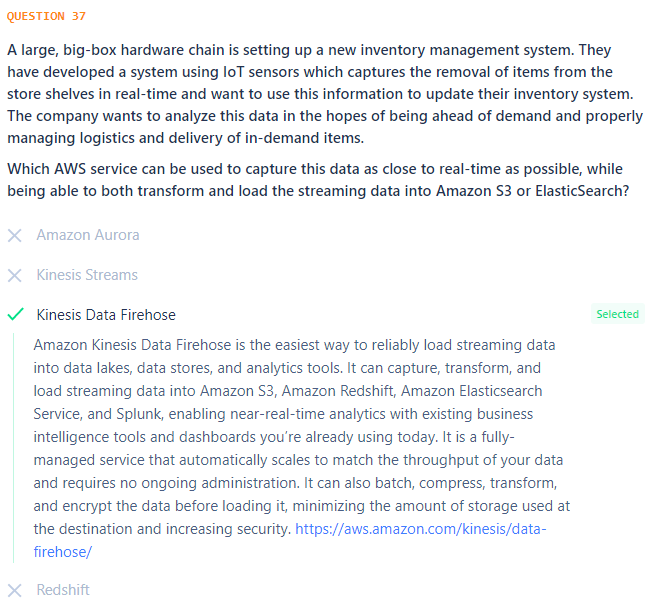 QUESTION 37
A large, big-box hardware chain is setting up a new inventory management system. They
have developed a system using IoT sensors which captures the removal of items from the
store shelves in real-time and want to use this information to update their inventory system.
The company wants to analyze this data in the hopes of being ahead of demand and properly
managing logistics and delivery of in-demand items.
Which AWS service can be used to capture this data as close to real-time as possible, while
being able to both transform and load the streaming data into Amazon S3 or ElasticSearch?
Amazon Aurora
Kinesis Streams
Kinesis Data Firehose
Selected
Amazon Kinesis Data Firehose is the easiest way to reliably load streaming data
into data lakes, data stores, and analytics tools. It can capture, transform, and
load streaming data into Amazon S3, Amazon Redshift, Amazon Elasticsearch
Service, and Splunk, enabling near-real-time analytics with existing business
intelligence tools and dashboards you’re already using today. It is a fully-
managed service that automatically scales to match the throughput of your data
and requires no ongoing administration. It can also batch, compress, transform,
and encrypt the data before loading it, minimizing the amount of storage used at
the destination and increasing security. https://aws.amazon.com/kinesis/data-
firehose/
Redshift